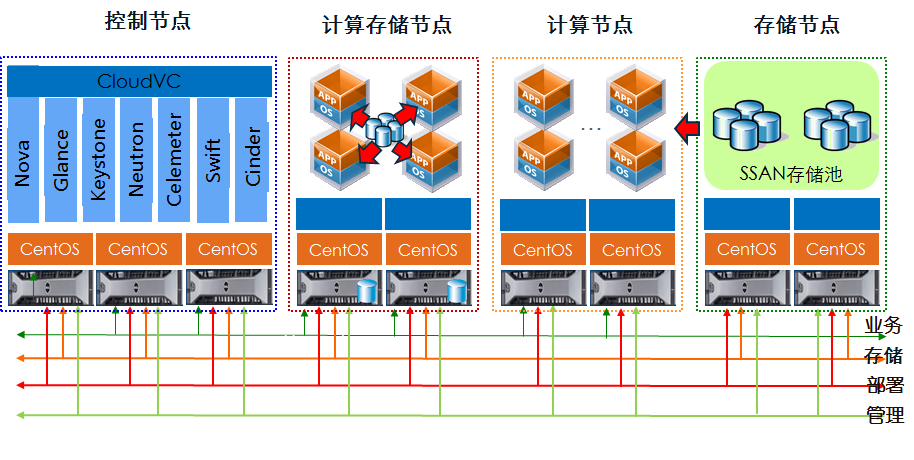 控制节点
计算存储节点
计算节点
存储节点
CloudVC
Nova
Glance
Keystone
Neutron
Celemeter
Swift
Cinder
APP
OS
APP
OS
APP
OS
APP
OS
APP
OS
APP
OS
...
APP
OS
APP
OS
SSAN存储池
CentOS
CentOS
CentOS
CentOS
CentOS
CentOS
CentOS
CentOS
CentOS
业务
存储
部署
管理